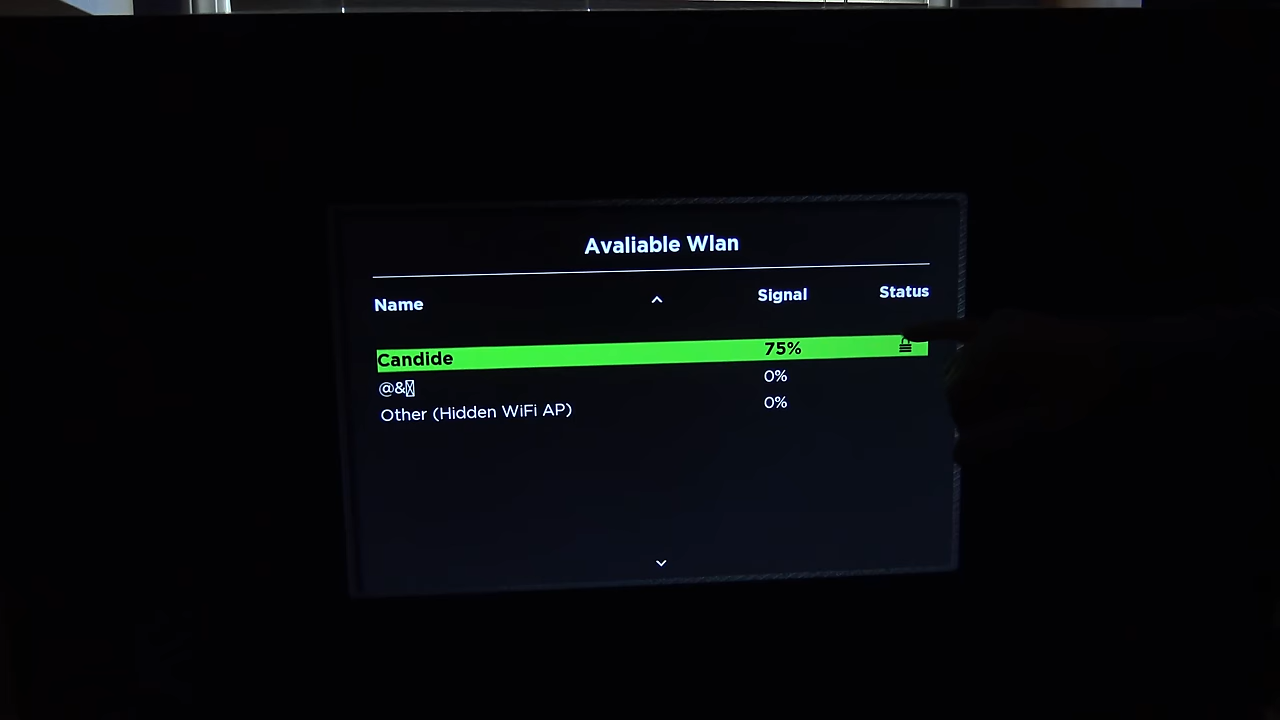 Avaliable Wlan
Name Signal Status
Candide 75%
@& 0%
Other (Hidden WiFi AP) 0%